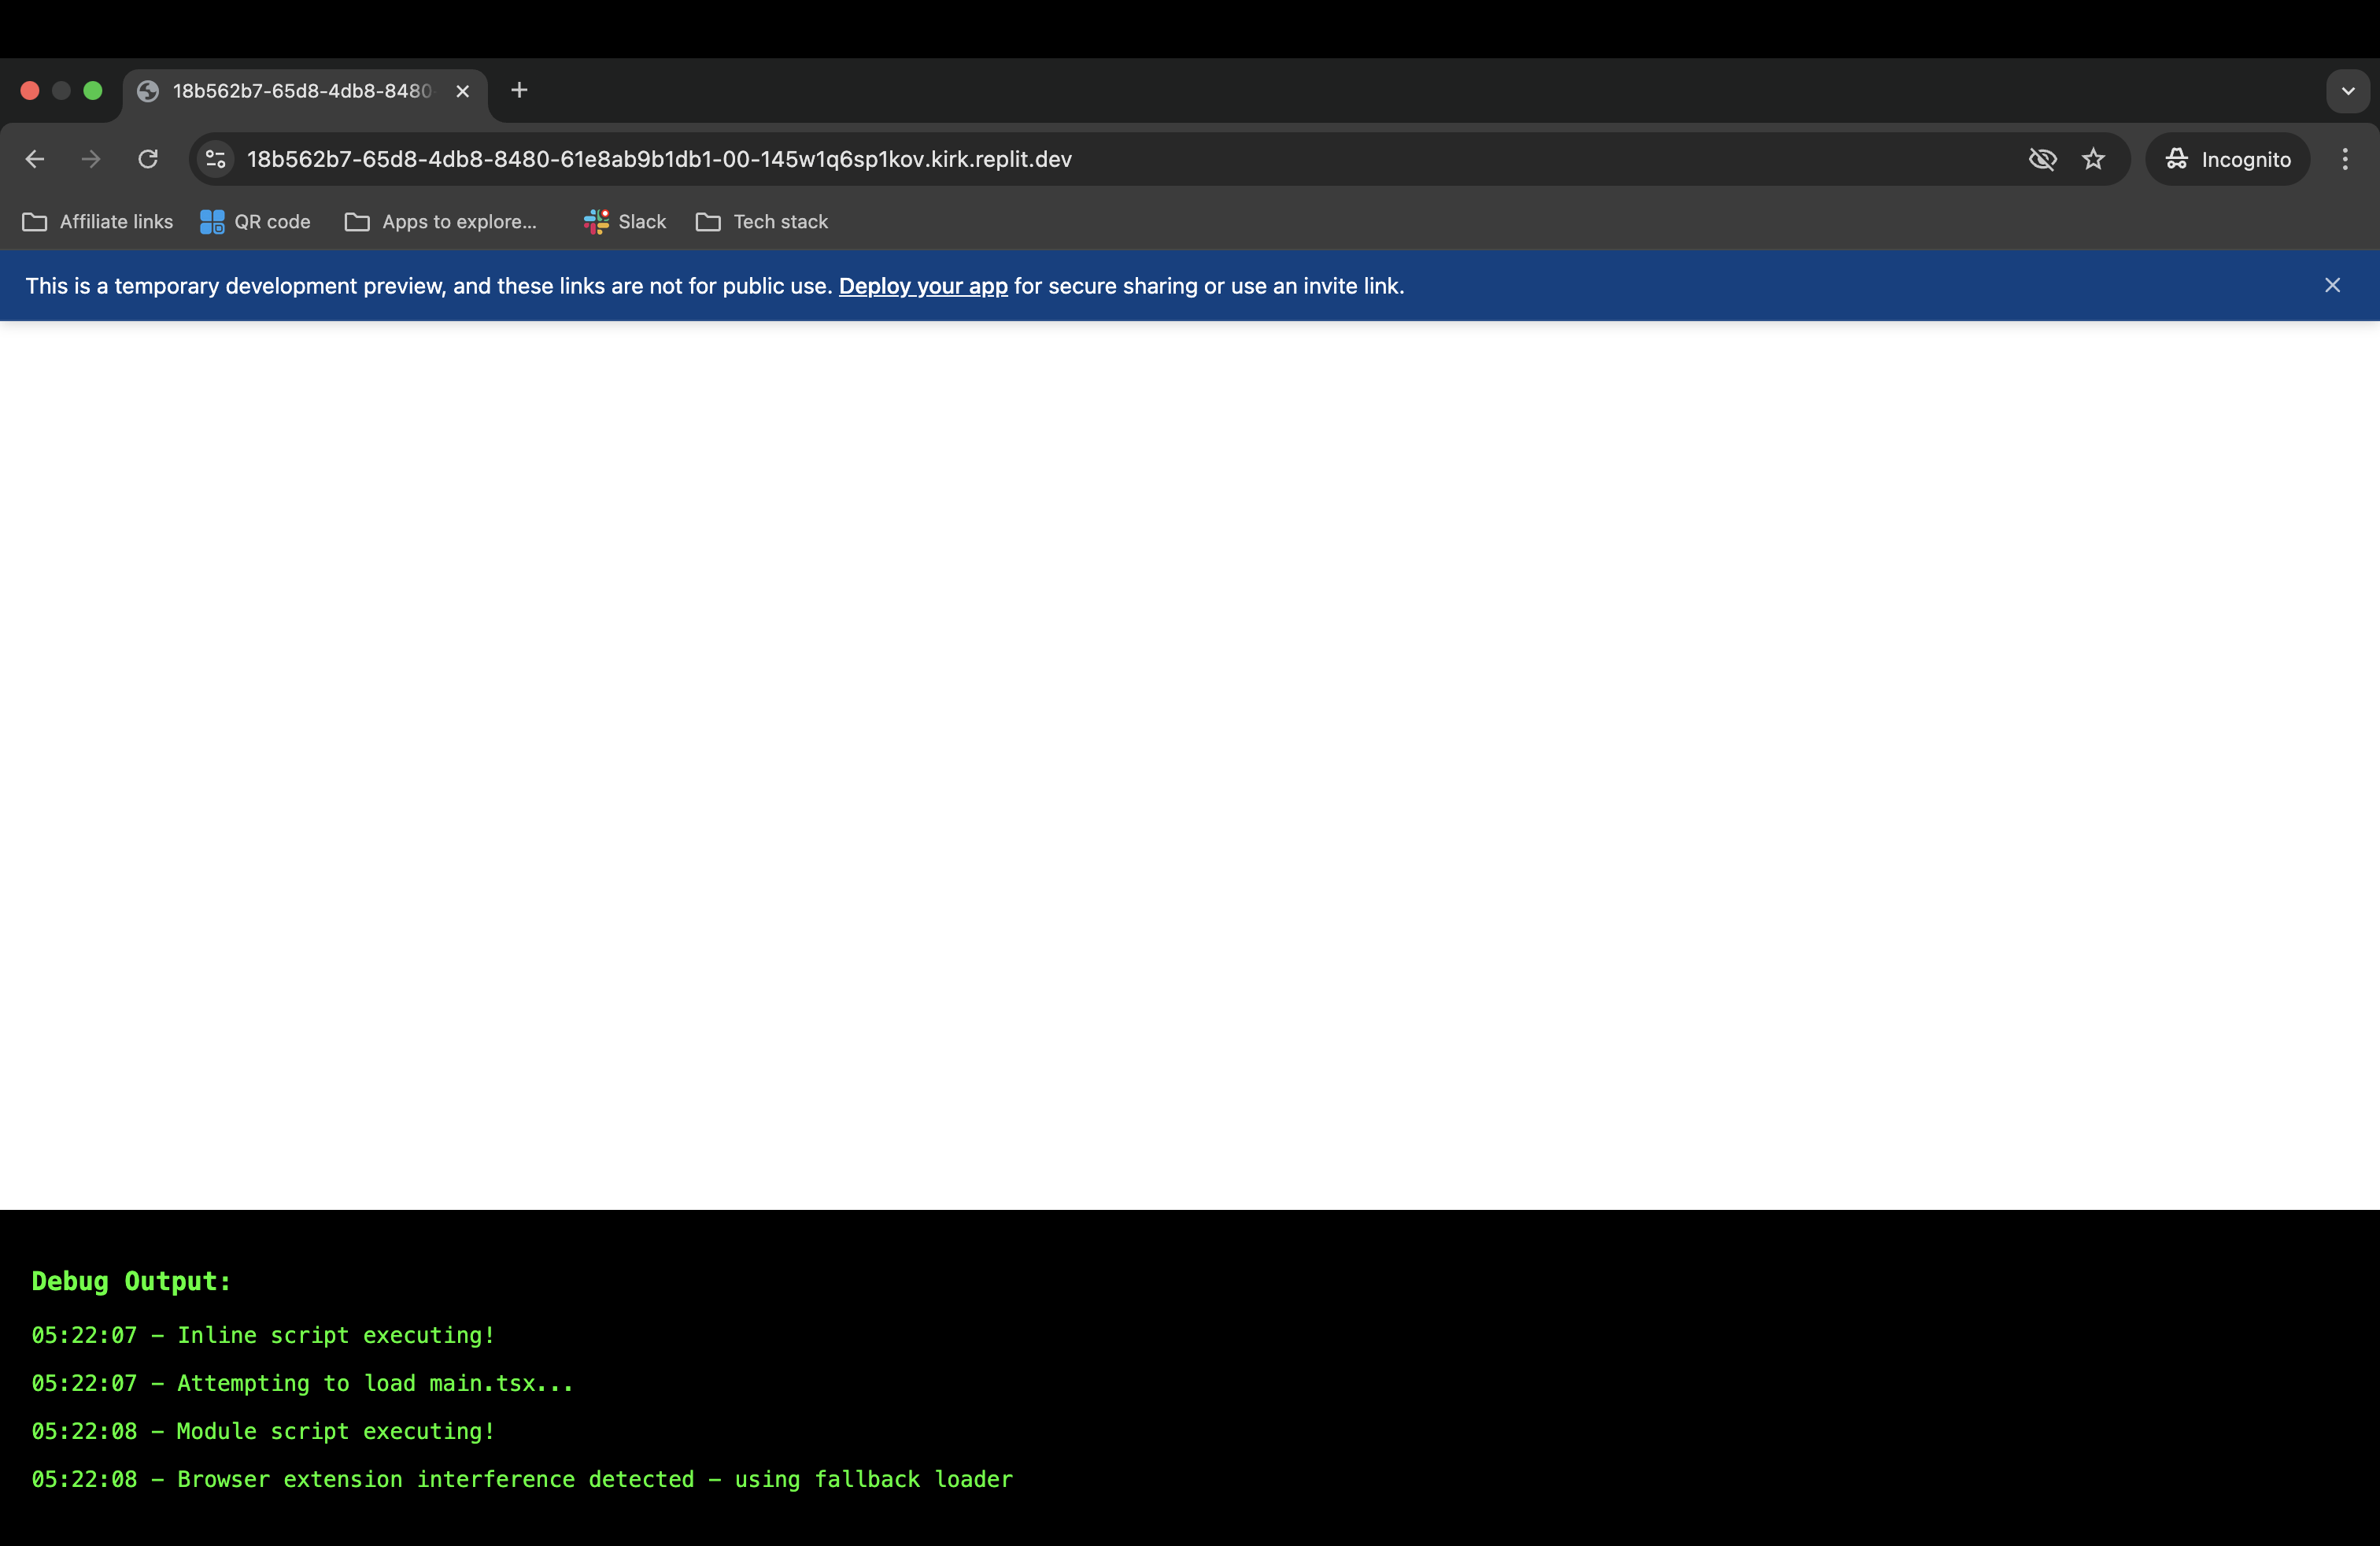 18b562b7-65d8-4db8-8480-
18b562b7-65d8-4db8-8480-61e8ab9b1db1-00-145w1q6sp1kov.kirk.replit.dev
Incognito
Affiliate links QR code Apps to explore... Slack Tech stack
This is a temporary development preview, and these links are not for public use. Deploy your app for secure sharing or use an invite link.
Debug Output:
05:22:07 – Inline script executing!
05:22:07 – Attempting to load main.tsx...
05:22:08 – Module script executing!
05:22:08 – Browser extension interference detected – using fallback loader